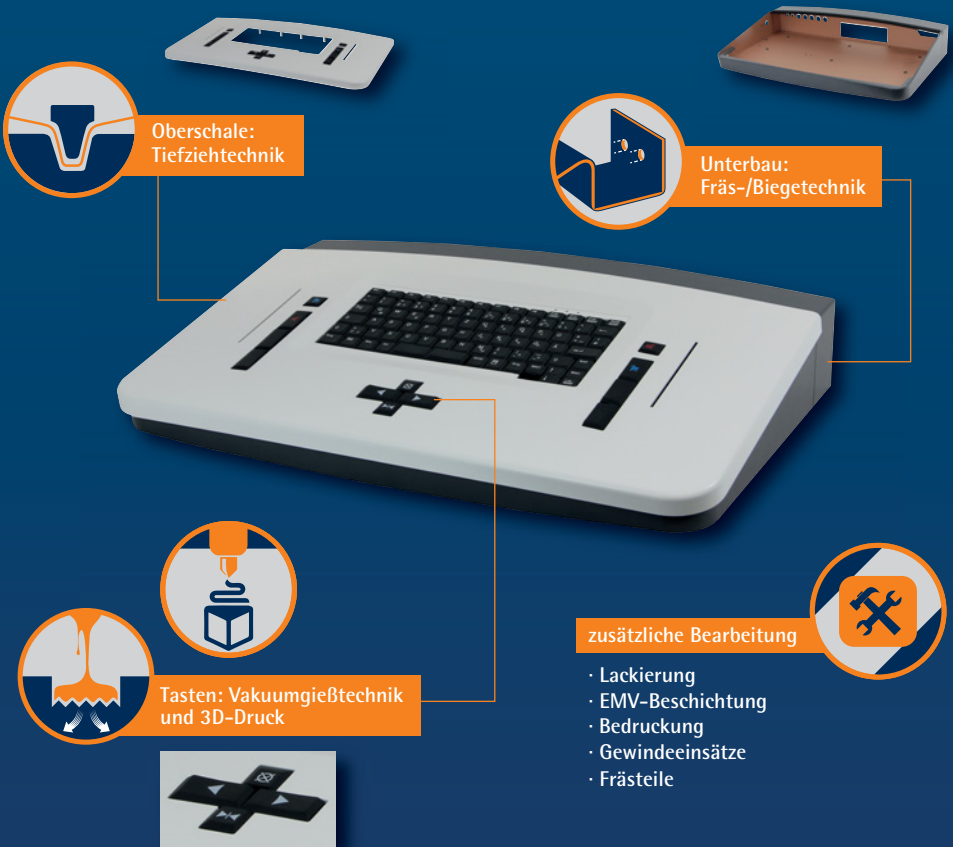 Oberschale:
Tiefziehtechnik
Unterbau:
Fräs-/Biegetechnik
Tasten: Vakuumgießtechnik
und 3D-Druck
zusätzliche Bearbeitung
· Lackierung
· EMV-Beschichtung
· Bedruckung
· Gewindeeinsätze
· Frästeile